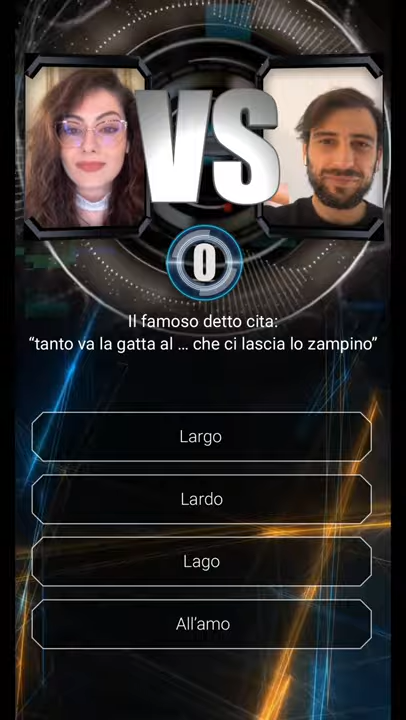 VS
0
Il famoso detto cita:
“tanto va la gatta al ... che ci lascia lo zampino”
Largo
Lardo
Lago
All’amo